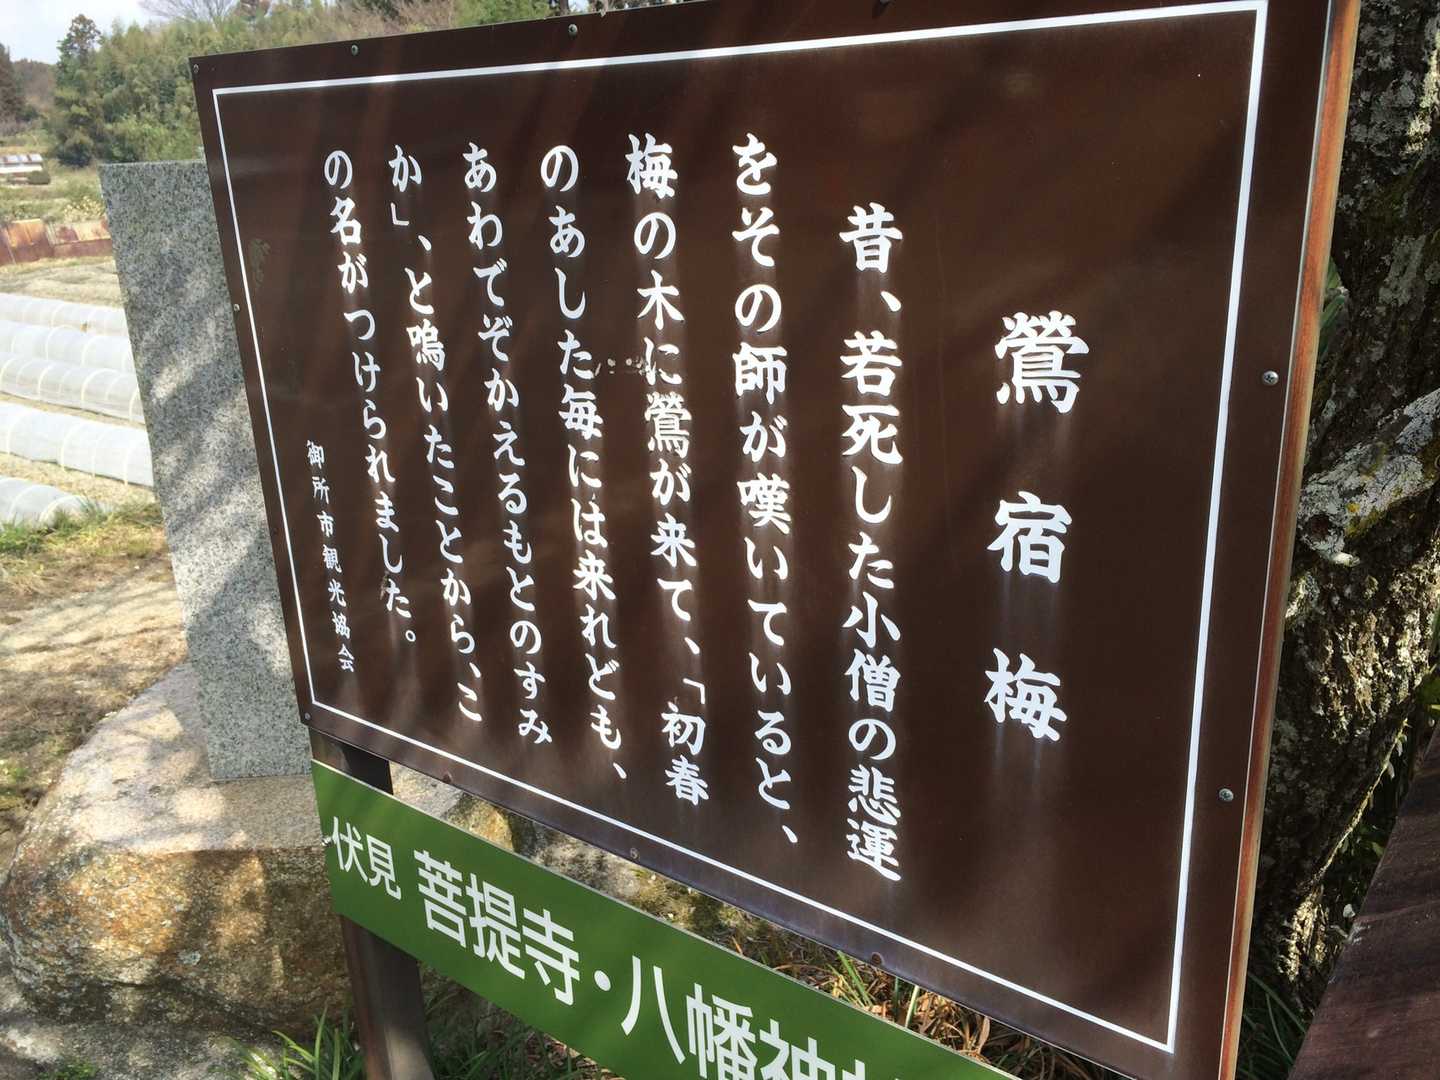 鶯宿梅
昔、若死した小僧の悲運
をその師が嘆いていると、
梅の木に鶯が来て、「初春
のあした毎には来れども、
あわでぞかえるもとのすみ
か」、と鳴いたことから、こ
の名がつけられました。
御所市観光協会
伏見 菩提寺・八幡神